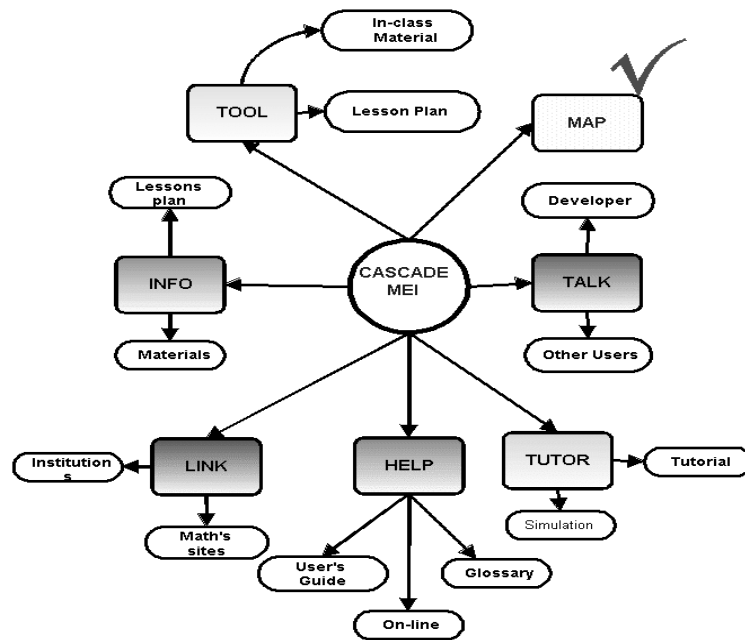 In-class
Material
TOOL
Lesson Plan
MAP
Lessons
plan
Developer
CASCADE
MEI
INFO
TALK
Materials
Other Users
Institution
s
LINK
HELP
TUTOR
Tutorial
Math's
sites
Simulation
User's
Guide
Glossary
On-line